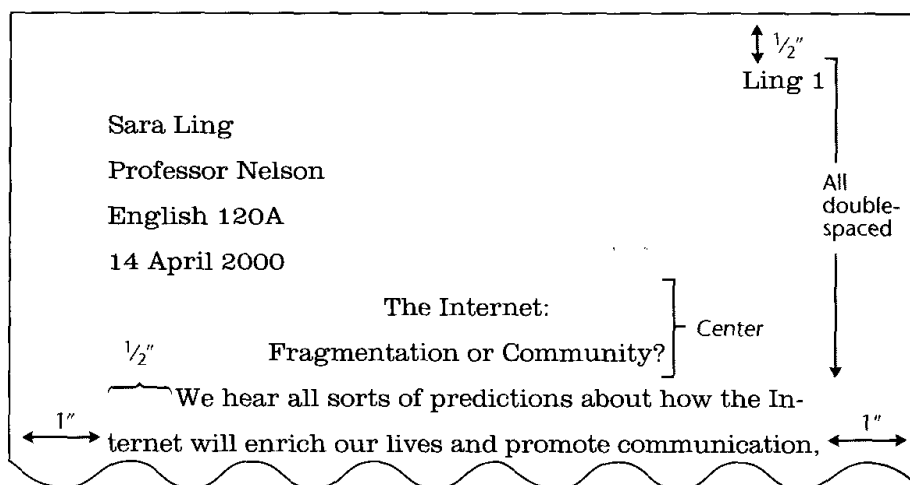 ½"
Ling 1
Sara Ling
Professor Nelson
English 120A
14 April 2000
All
double-
spaced
The Internet:
Fragmentation or Community?
Center
½"
We hear all sorts of predictions about how the In-
1"
ternet will enrich our lives and promote communication,
1"